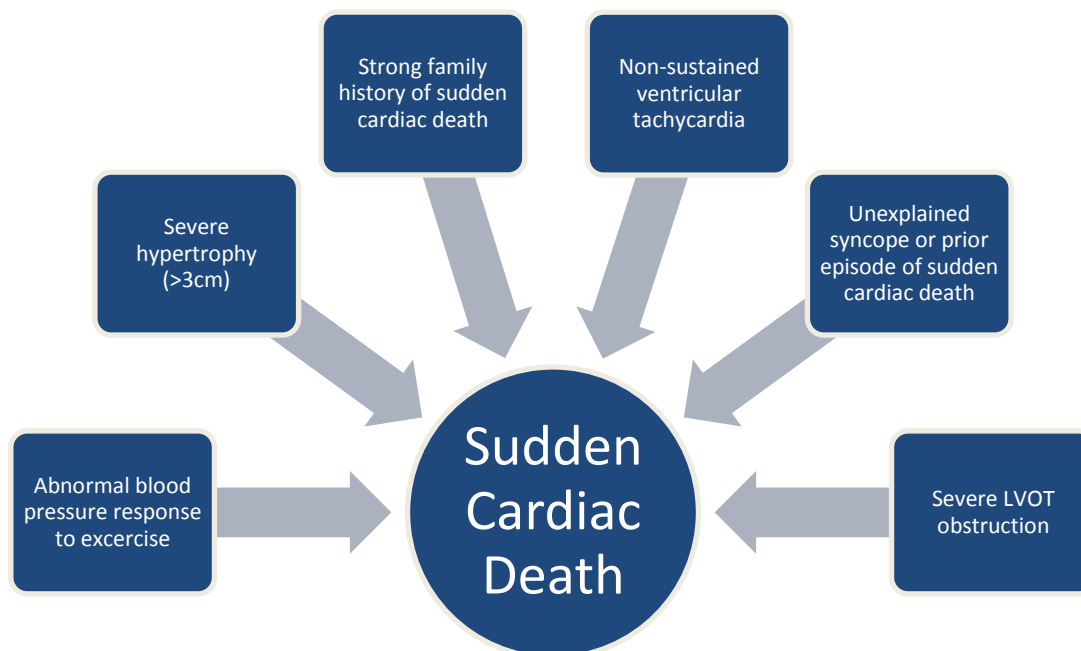 Strong family
history of sudden
cardiac death
Non-sustained
ventricular
tachycardia
Severe
hypertrophy
(>3cm)
Unexplained
syncope or prior
episode of sudden
cardiac death
Abnormal blood
pressure response
to excercise
Sudden
Cardiac
Death
Severe LVOT
obstruction